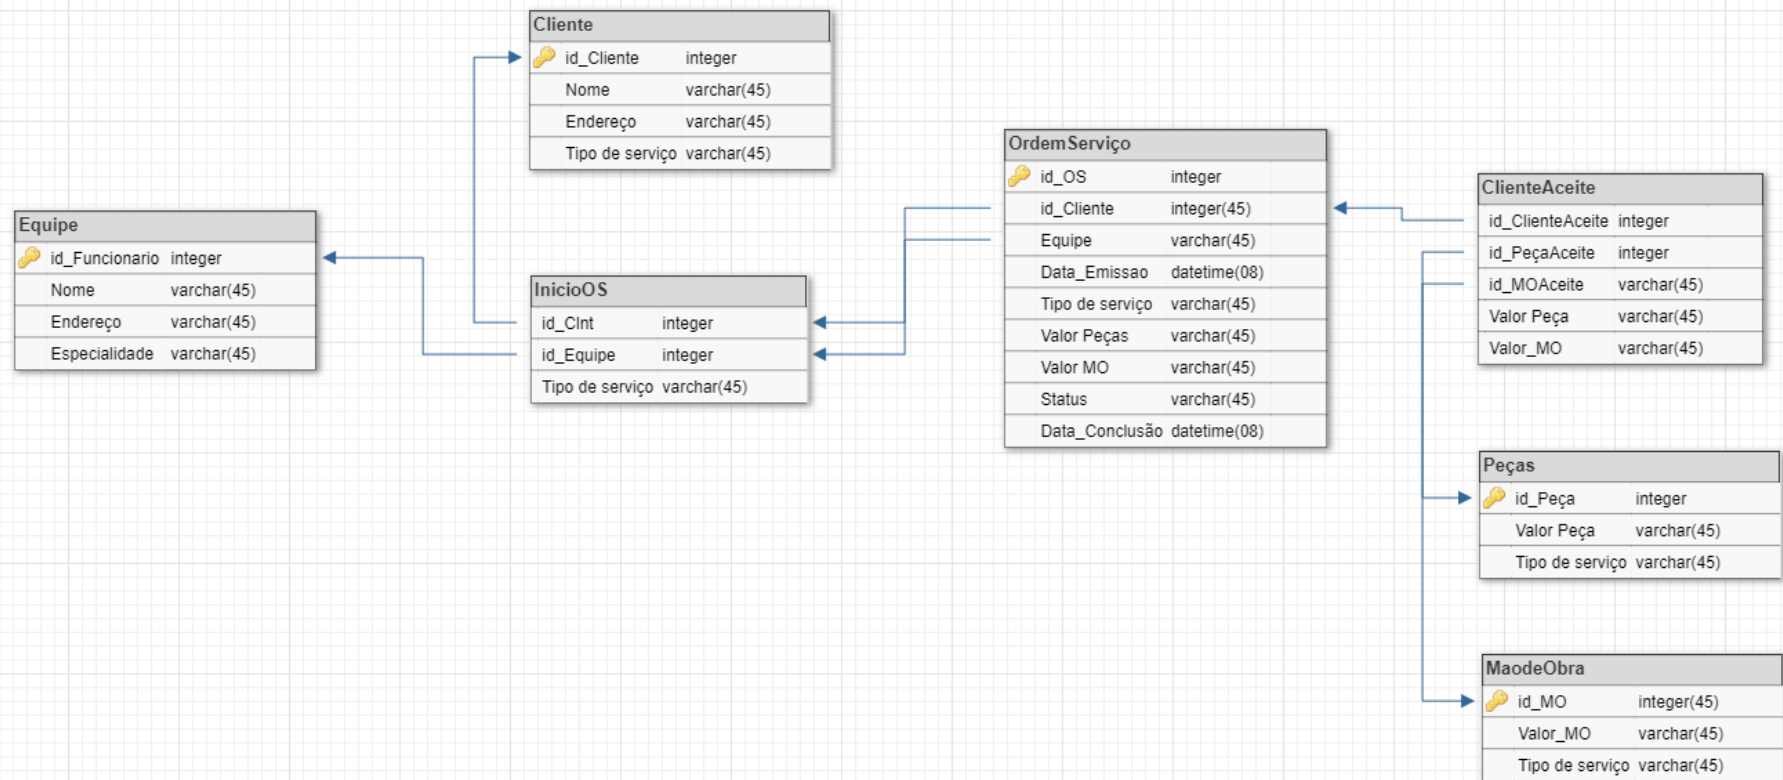 Cliente
id_Cliente integer
Nome varchar(45)
Endereço varchar(45)
Tipo de serviço varchar(45)
Equipe
id_Funcionario integer
Nome varchar(45)
Endereço varchar(45)
Especialidade varchar(45)
InicioOS
id_Clnt integer
id_Equipe integer
Tipo de serviço varchar(45)
OrdemServiço
id_OS integer
id_Cliente integer(45)
Equipe varchar(45)
Data_Emissao datetime(08)
Tipo de serviço varchar(45)
Valor Peças varchar(45)
Valor MO varchar(45)
Status varchar(45)
Data_Conclusão datetime(08)
ClienteAceite
id_ClienteAceite integer
id_PeçaAceite integer
id_MOAceite varchar(45)
Valor Peça varchar(45)
Valor_MO varchar(45)
Peças
id_Peça integer
Valor Peça varchar(45)
Tipo de serviço varchar(45)
MaodeObra
id_MO integer(45)
Valor_MO varchar(45)
Tipo de serviço varchar(45)